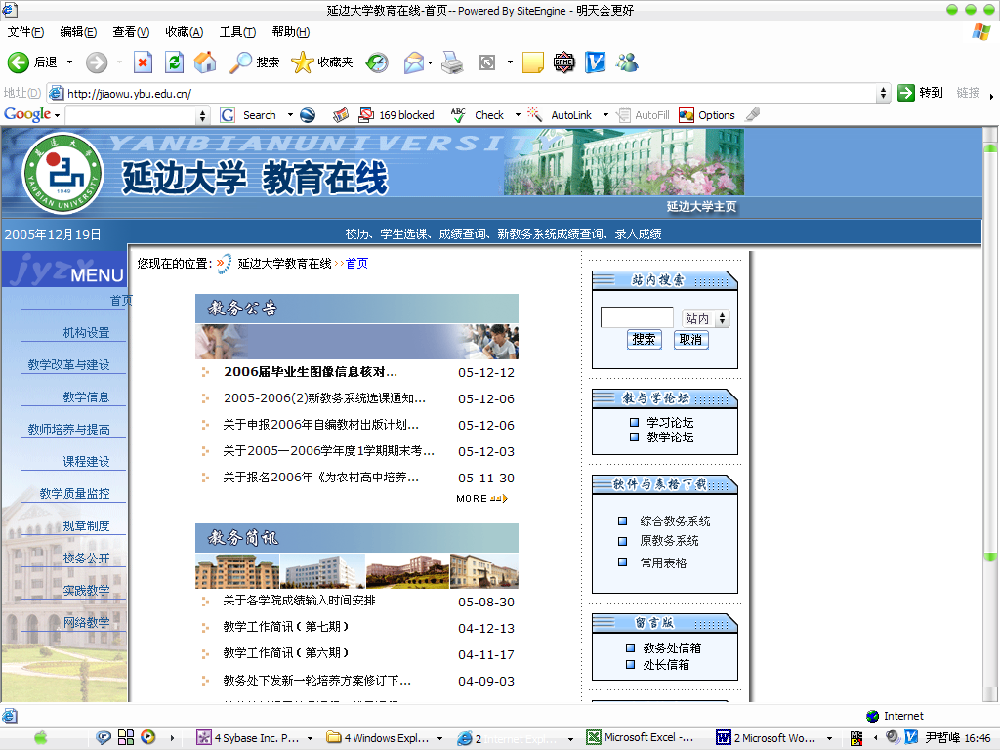 延边大学教育在线-首页-- Powered By SiteEngine - 明天会更好
文件(F) 编辑(E) 查看(V) 收藏(A) 工具(T) 帮助(H)
后退 搜索 收藏夹
地址(D) http://jiaowu.ybu.edu.cn/ 转到 链接
Google Search 169 blocked ABC Check AutoLink AutoFill Options
YANBIANUNIVERSITY
延边大学 教育在线
延边大学
YANBIAN UNIVERSITY
1949
延边大学主页
2005年12月19日 校历、学生选课、成绩查询、新教务系统成绩查询、录入成绩
jyzx MENU
首页
机构设置
教学改革与建设
教学信息
教师培养与提高
课程建设
教学质量监控
规章制度
校务公开
实践教学
网络教学
您现在的位置： 延边大学教育在线 >> 首页
教务公告
2006届毕业生图像信息核对... 05-12-12
2005-2006(2)新教务系统选课通知... 05-12-06
关于申报2006年自编教材出版计划... 05-12-06
关于2005—2006学年度1学期期末考... 05-12-03
关于报名2006年《为农村高中培养... 05-11-30
MORE
教务简讯
关于各学院成绩输入时间安排 05-08-30
教学工作简讯（第七期） 04-12-13
教学工作简讯（第六期） 04-11-17
教务处下发新一轮培养方案修订下... 04-09-03
站内搜索
站内
搜索 取消
教与学论坛
学习论坛
教学论坛
软件与表格下载
综合教务系统
原教务系统
常用表格
留言版
教务处信箱
处长信箱
Internet
4 Sybase Inc. P... 4 Windows Expl... 2 Internet Expl... Microsoft Excel -... 2 Microsoft Wo... 尹哲峰 16:46